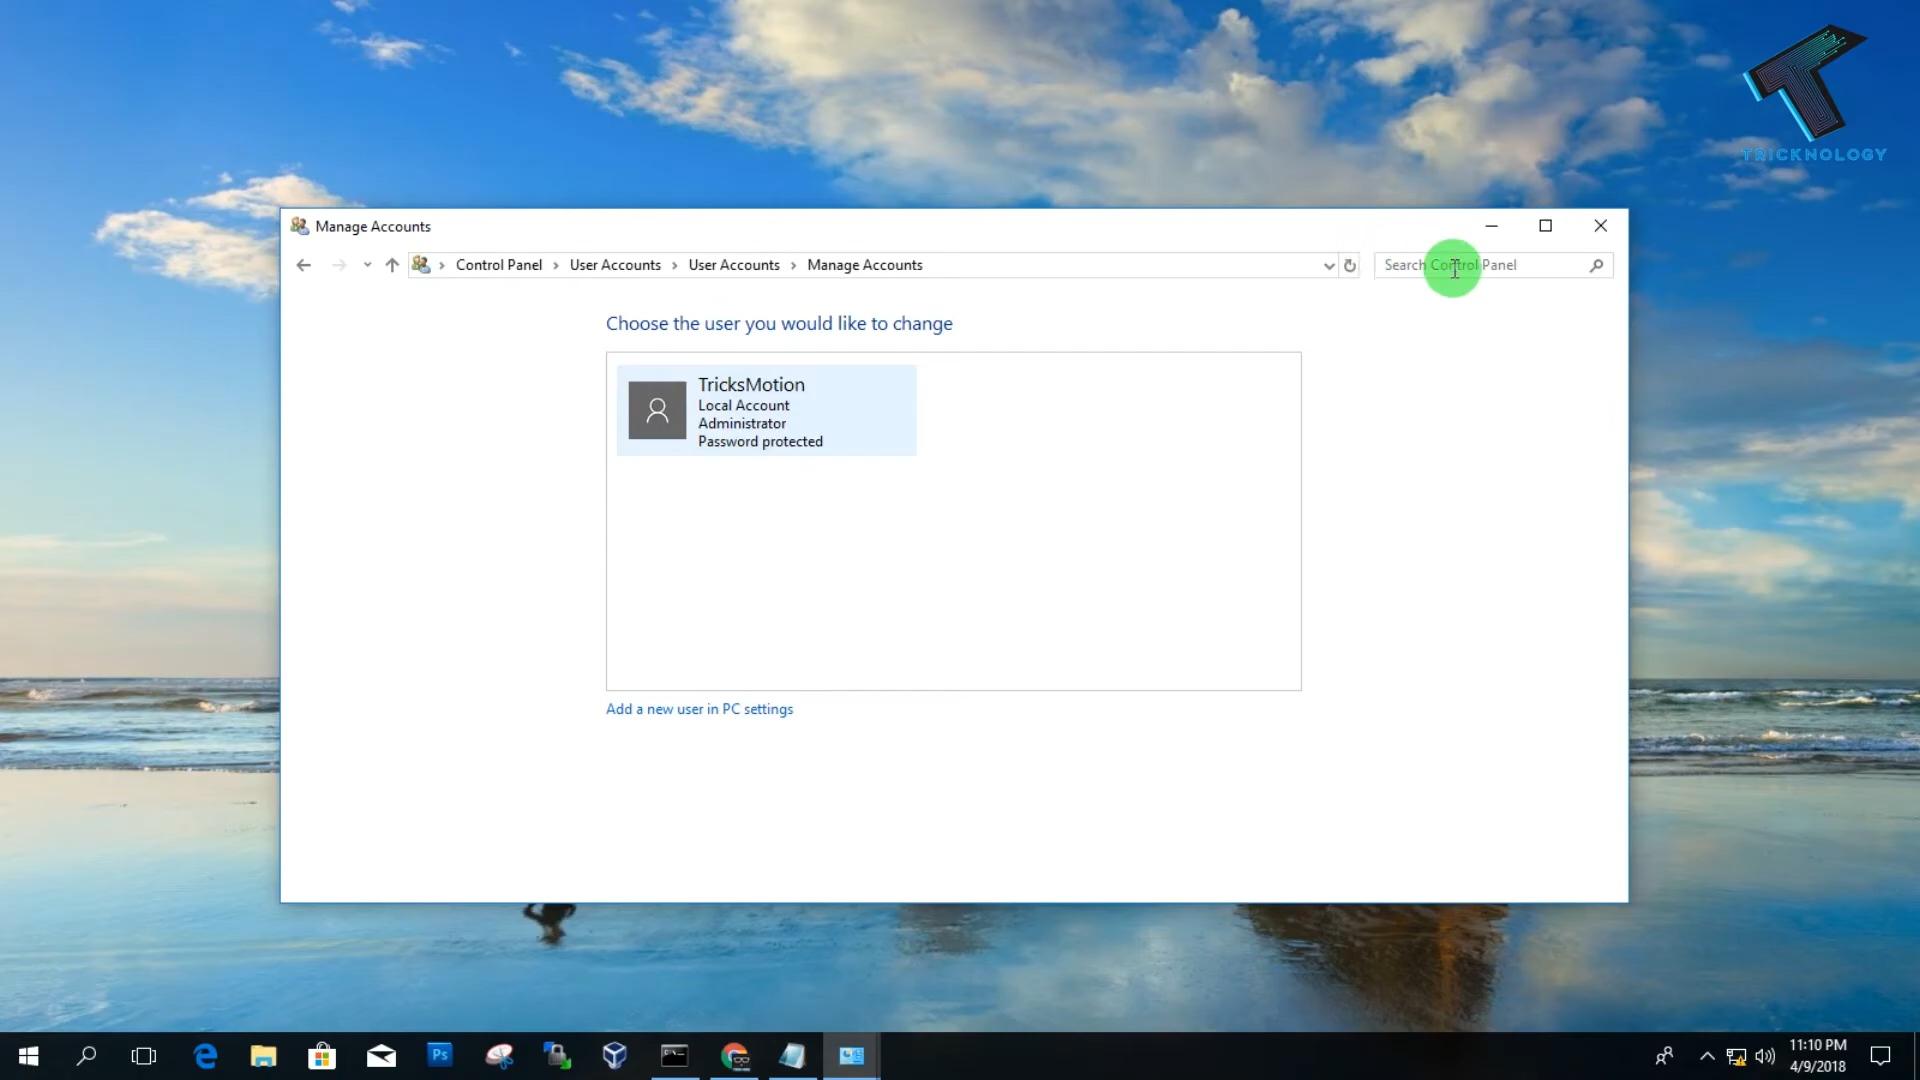 TRICKNOLOGY
Manage Accounts
Control Panel > User Accounts > User Accounts > Manage Accounts
Search Control Panel
Choose the user you would like to change
TricksMotion
Local Account
Administrator
Password protected
Add a new user in PC settings
Ps
11:10 PM
4/9/2018